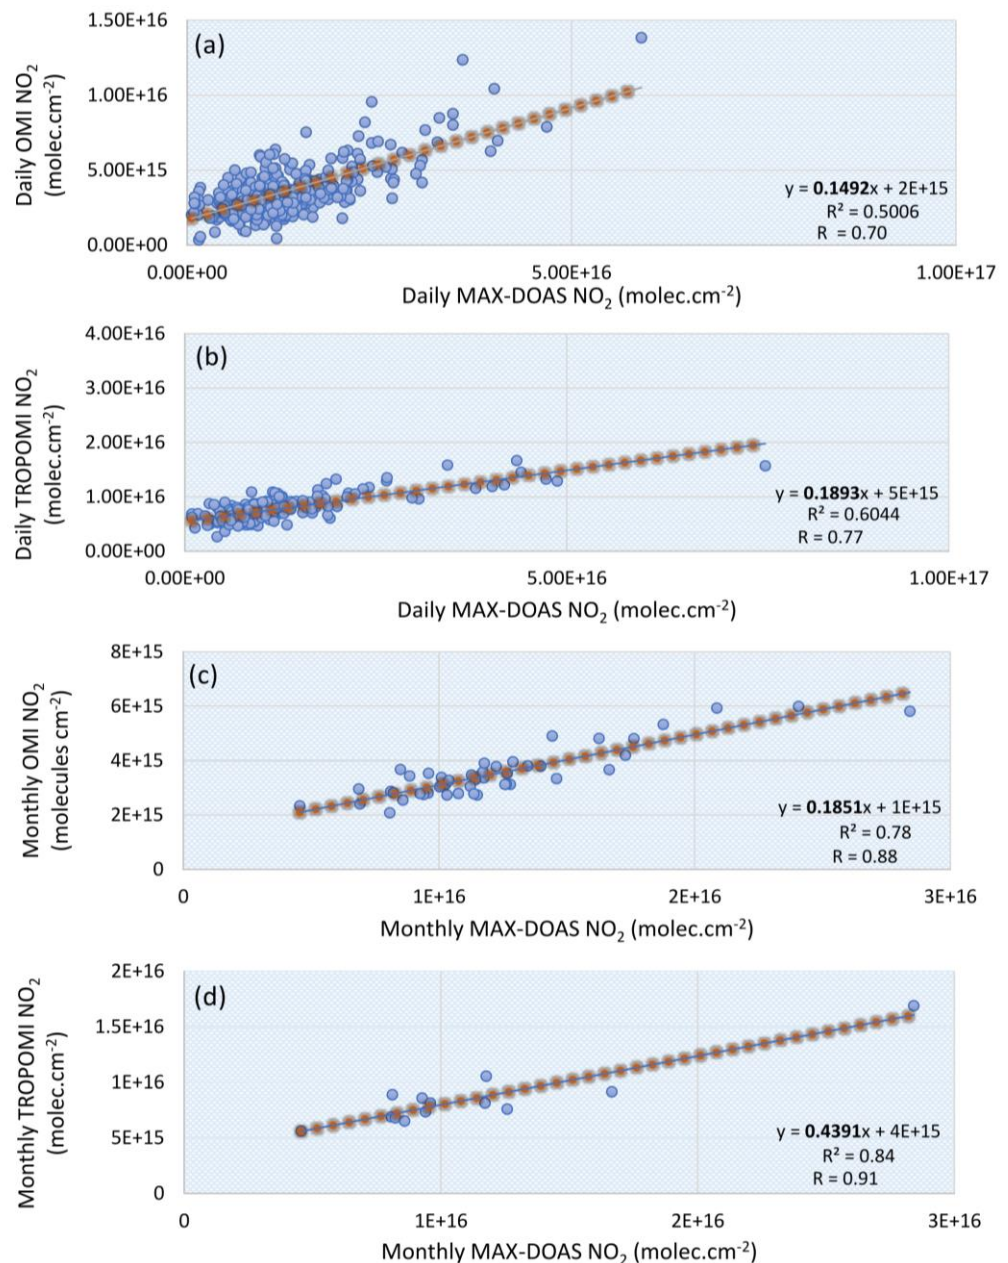 (a)
Daily OMI NO₂
(molec.cm⁻²)
1.50E+16
1.00E+16
5.00E+15
0.00E+00
y = 0.1492x + 2E+15
R² = 0.5006
R = 0.70
0.00E+00 5.00E+16 1.00E+17
Daily MAX-DOAS NO₂ (molec.cm⁻²)
(b)
Daily TROPOMI NO₂
(molec.cm⁻²)
4.00E+16
3.00E+16
2.00E+16
1.00E+16
0.00E+00
y = 0.1893x + 5E+15
R² = 0.6044
R = 0.77
0.00E+00 5.00E+16 1.00E+17
Daily MAX-DOAS NO₂ (molec.cm⁻²)
(c)
Monthly OMI NO₂
(molecules cm⁻²)
8E+15
6E+15
4E+15
2E+15
0
y = 0.1851x + 1E+15
R² = 0.78
R = 0.88
0 1E+16 2E+16 3E+16
Monthly MAX-DOAS NO₂ (molec.cm⁻²)
(d)
Monthly TROPOMI NO₂
(molec.cm⁻²)
2E+16
1.5E+16
1E+16
5E+15
0
y = 0.4391x + 4E+15
R² = 0.84
R = 0.91
0 1E+16 2E+16 3E+16
Monthly MAX-DOAS NO₂ (molec.cm⁻²)